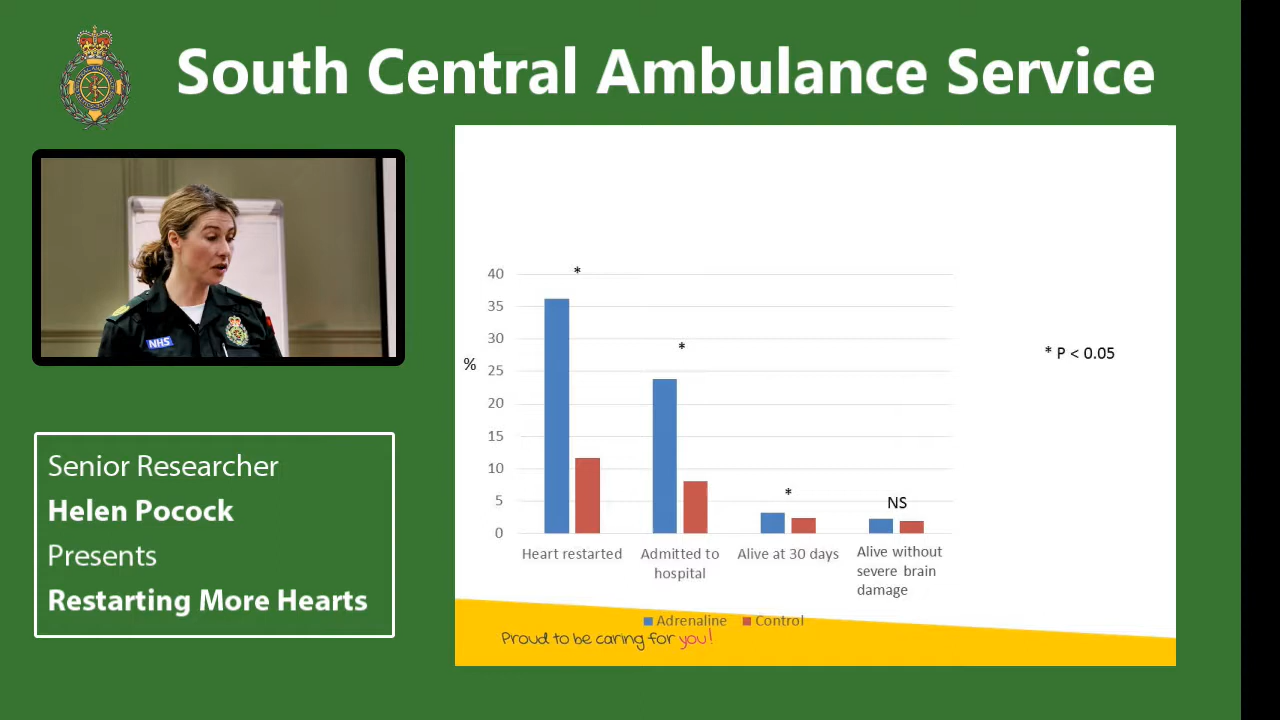 South Central Ambulance Service
NHS
Senior Researcher
Helen Pocock
Presents
Restarting More Hearts
40
35
30
25
20
15
10
5
0
%
*
*
*
NS
* P < 0.05
Heart restarted
Admitted to
hospital
Alive at 30 days
Alive without
severe brain
damage
Adrenaline
Control
Proud to be caring for you!